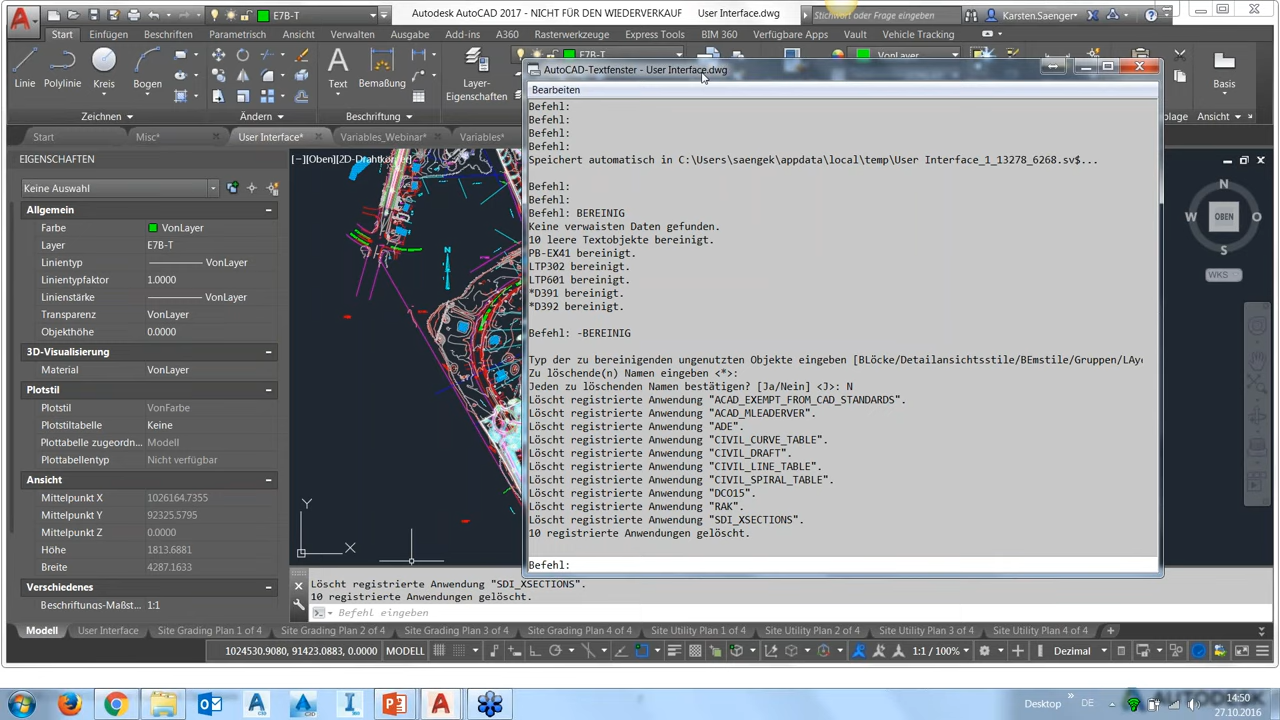 E7B-T
Autodesk AutoCAD 2017 - NICHT FÜR DEN WIEDERVERKAUF User Interface.dwg
Stichwort oder Frage eingeben
Karsten.Saenger
Start Einfügen Beschriften Parametrisch Ansicht Verwalten Ausgabe Add-ins A360 Rasterwerkzeuge Express Tools BIM 360 Verfügbare Apps Vault Vehicle Tracking
Linie Polylinie Kreis Bogen
Text Bemaßung
Layer-
Eigenschaften
E7B-T
VonLayer
Basis
Zeichnen Ändern Beschriftung
Ansicht
Start Misc* User Interface* Variables_Webinar* Variables*
EIGENSCHAFTEN
Keine Auswahl
Allgemein
Farbe VonLayer
Layer E7B-T
Linientyp VonLayer
Linientypfaktor 1.0000
Linienstärke VonLayer
Transparenz VonLayer
Objekthöhe 0.0000
3D-Visualisierung
Material VonLayer
Plotstil
Plotstil VonFarbe
Plotstiltabelle Keine
Plottabelle zugeordn... Modell
Plottabellentyp Nicht verfügbar
Ansicht
Mittelpunkt X 1026164.7355
Mittelpunkt Y 92325.5795
Mittelpunkt Z 0.0000
Höhe 1813.6881
Breite 4287.1633
Verschiedenes
Beschriftungs-Maßst... 1:1
[−][Oben][2D-Drahtkörper]
N
Y
X
AutoCAD-Textfenster - User Interface.dwg
Bearbeiten
Befehl:
Befehl:
Befehl:
Befehl:
Speichert automatisch in C:\Users\saengek\appdata\local\temp\User Interface_1_13278_6268.sv$...
Befehl:
Befehl:
Befehl: BEREINIG
Keine verwaisten Daten gefunden.
10 leere Textobjekte bereinigt.
PB-EX41 bereinigt.
LTP302 bereinigt.
LTP601 bereinigt.
*D391 bereinigt.
*D392 bereinigt.
Befehl: -BEREINIG
Typ der zu bereinigenden ungenutzten Objekte eingeben [BLöcke/Detailansichtsstile/BEmstile/Gruppen/LAye
Zu löschende(n) Namen eingeben <*>:
Jeden zu löschenden Namen bestätigen? [Ja/Nein] <J>: N
Löscht registrierte Anwendung "ACAD_EXEMPT_FROM_CAD_STANDARDS".
Löscht registrierte Anwendung "ACAD_MLEADERVER".
Löscht registrierte Anwendung "ADE".
Löscht registrierte Anwendung "CIVIL_CURVE_TABLE".
Löscht registrierte Anwendung "CIVIL_DRAFT".
Löscht registrierte Anwendung "CIVIL_LINE_TABLE".
Löscht registrierte Anwendung "CIVIL_SPIRAL_TABLE".
Löscht registrierte Anwendung "DCO15".
Löscht registrierte Anwendung "RAK".
Löscht registrierte Anwendung "SDI_XSECTIONS".
10 registrierte Anwendungen gelöscht.
Befehl:
N
W OBEN O
S
WKS
Löscht registrierte Anwendung "SDI_XSECTIONS".
10 registrierte Anwendungen gelöscht.
Befehl eingeben
Modell User Interface Site Grading Plan 1 of 4 Site Grading Plan 2 of 4 Site Grading Plan 3 of 4 Site Grading Plan 4 of 4 Site Utility Plan 1 of 4 Site Utility Plan 2 of 4 Site Utility Plan 3 of 4 Site Utility Plan 4 of 4
1024530.9080, 91423.0883, 0.0000 MODELL 1:1 / 100% Dezimal
Desktop DE 14:50
27.10.2016
AUTODESK